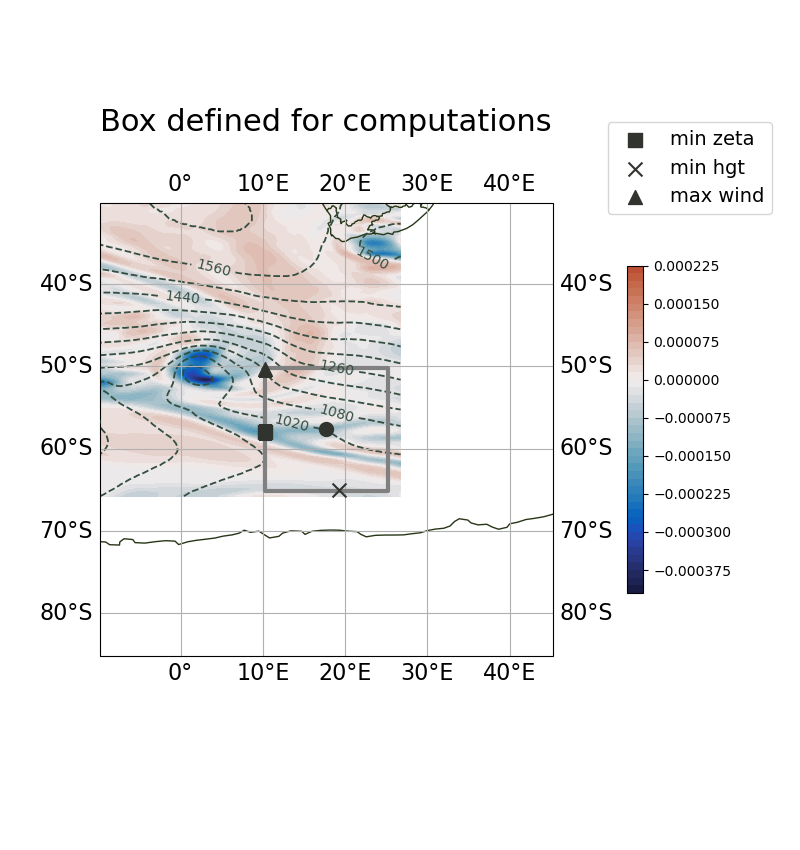 Box defined for computations
min zeta
min hgt
max wind
0° 10°E 20°E 30°E 40°E
1560
1500
1440
1260
1080
1020
40°S 40°S
50°S 50°S
60°S 60°S
70°S 70°S
80°S 80°S
0° 10°E 20°E 30°E 40°E
0.000225
0.000150
0.000075
0.000000
−0.000075
−0.000150
−0.000225
−0.000300
−0.000375